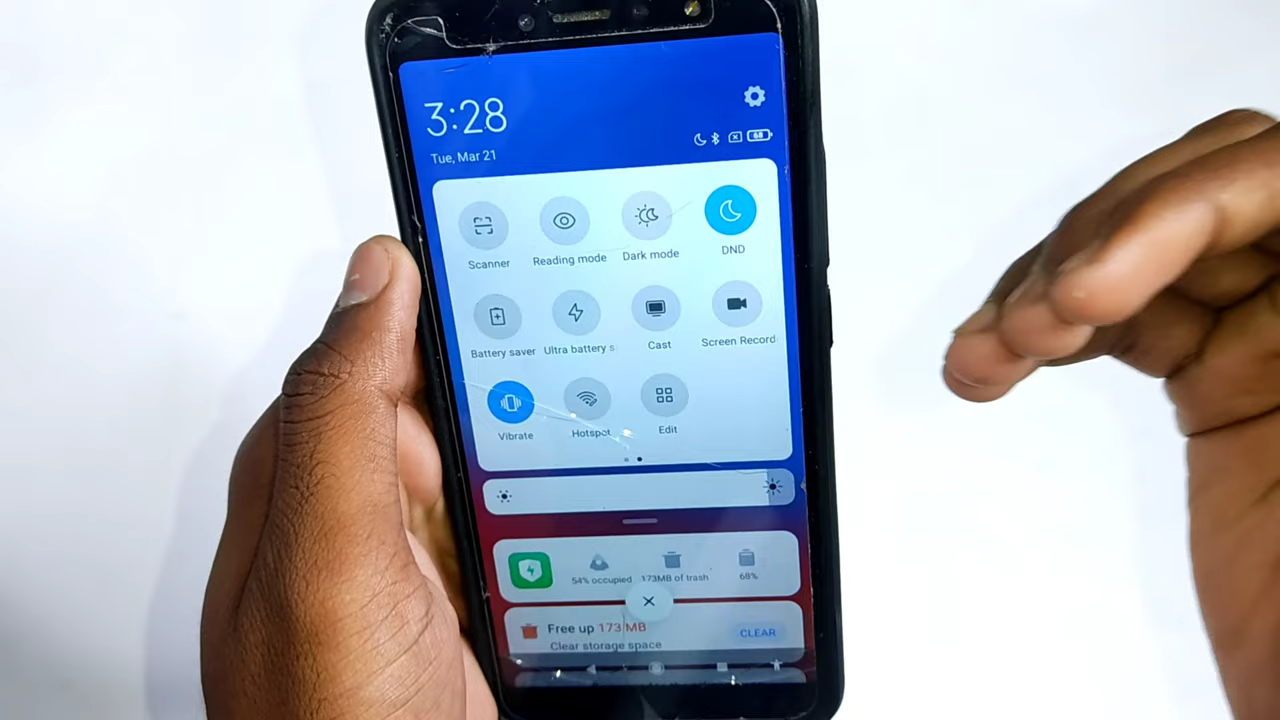 3:28
Tue, Mar 21
68
Scanner
Reading mode
Dark mode
DND
Battery saver
Ultra battery s
Cast
Screen Record
Vibrate
Hotspot
Edit
54% occupied
173MB of trash
68%
Free up 173 MB
CLEAR
Clear storage space